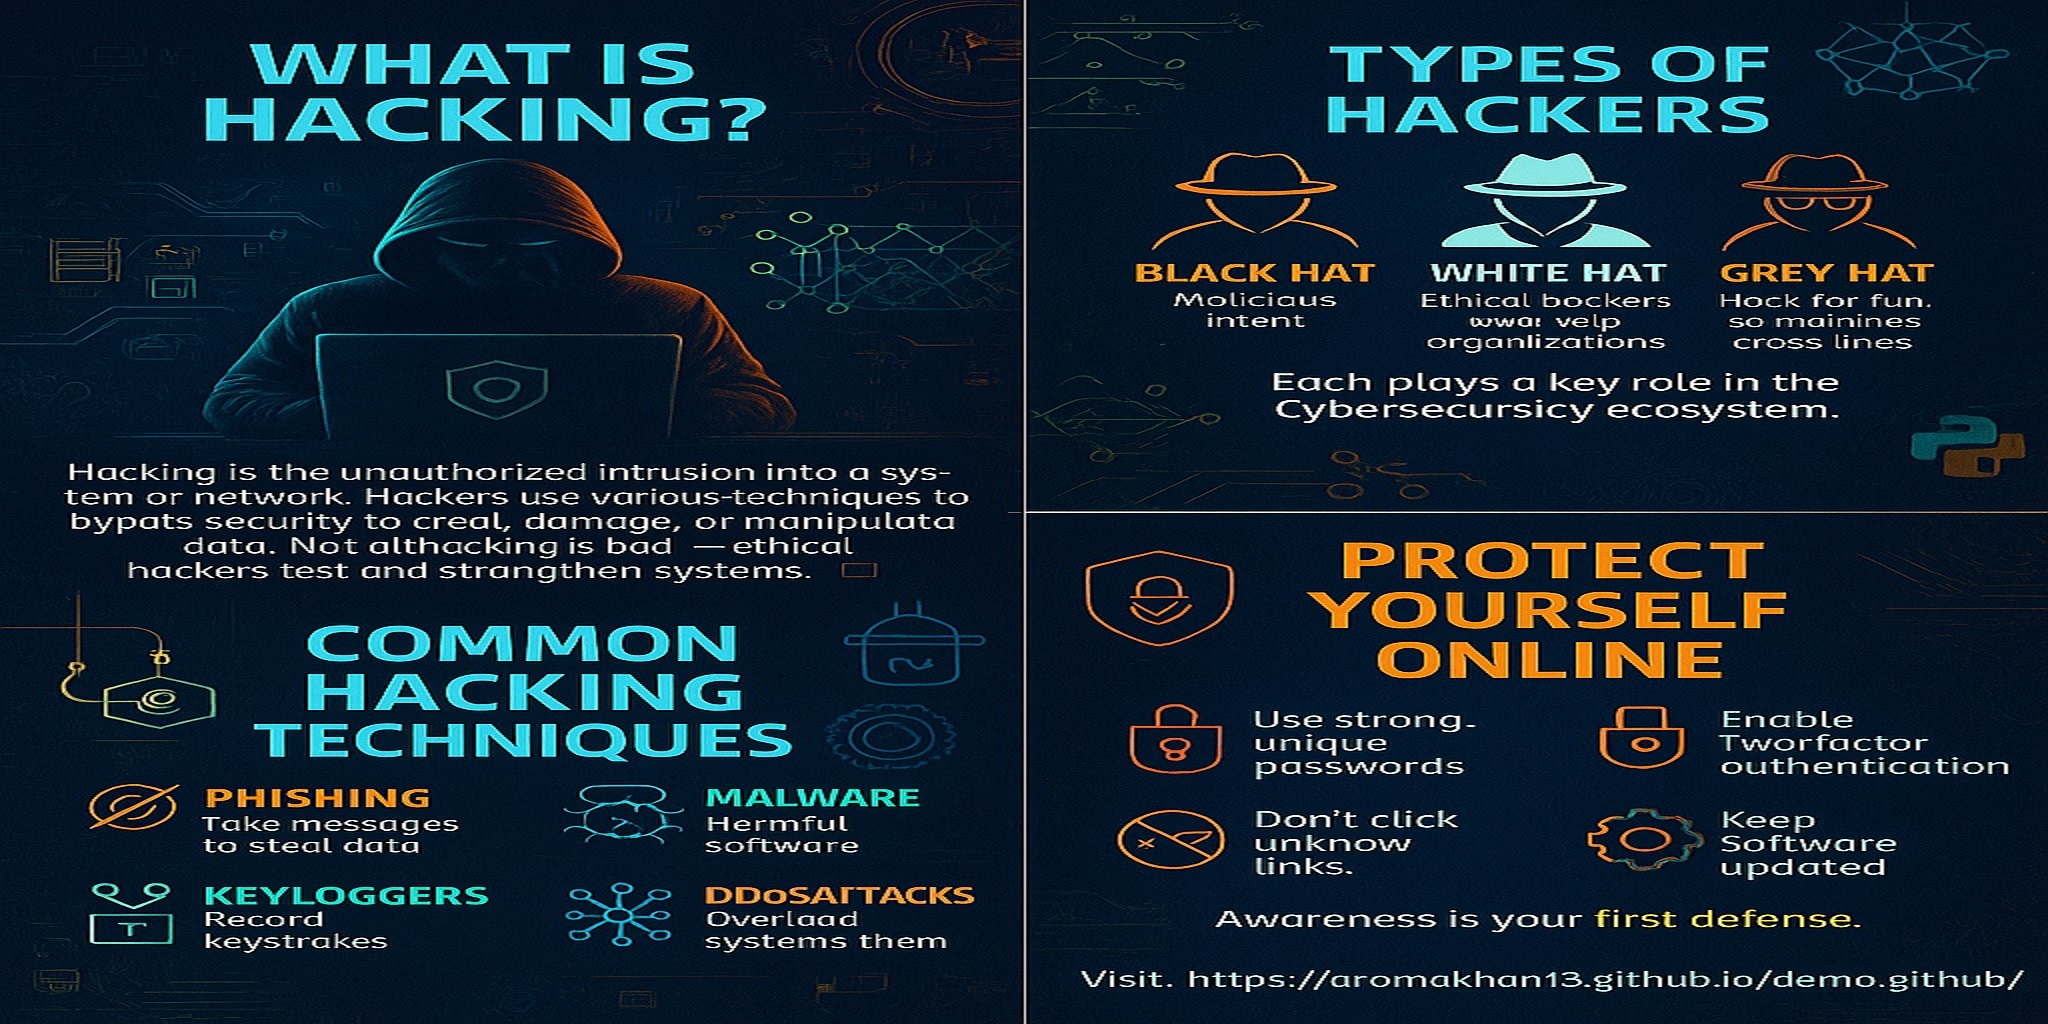 WHAT IS
HACKING?
Hacking is the unauthorized intrusion into a sys-
tem or network. Hackers use various-techniques to
bypats security to creal, damage, or manipulata
data. Not althacking is bad — ethical
hackers test and strangthen systems.
COMMON
HACKING
TECHNIQUES
PHISHING
Take messages
to steal data
MALWARE
Hermful
software
KEYLOGGERS
Record
keystrakes
DDoSATTACKS
Overlaad
systems them
TYPES OF
HACKERS
BLACK HAT
Moliciaus
intent
WHITE HAT
Ethical bockers
velp
organlizations
GREY HAT
Hock for fun.
so mainines
cross lines
Each plays a key role in the
Cybersecursicy ecosystem.
PROTECT
YOURSELF
ONLINE
Use strong.
unique
passwords
Enable
Tworfactor
outhentication
Don't click
unknow
links.
Keep
Software
updated
Awareness is your first defense.
Visit. https://aromakhan13.github.io/demo.github/